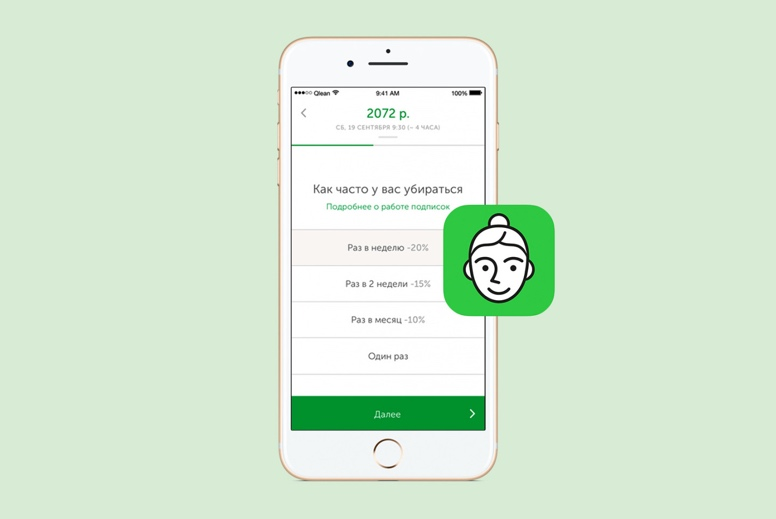 Qlean 9:41 AM 100%
2072 р.
СБ, 19 СЕНТЯБРЯ 9:30 (~ 4 ЧАСА)
Как часто у вас убираться
Подробнее о работе подписок
Раз в неделю -20%
Раз в 2 недели -15%
Раз в месяц -10%
Один раз
Далее